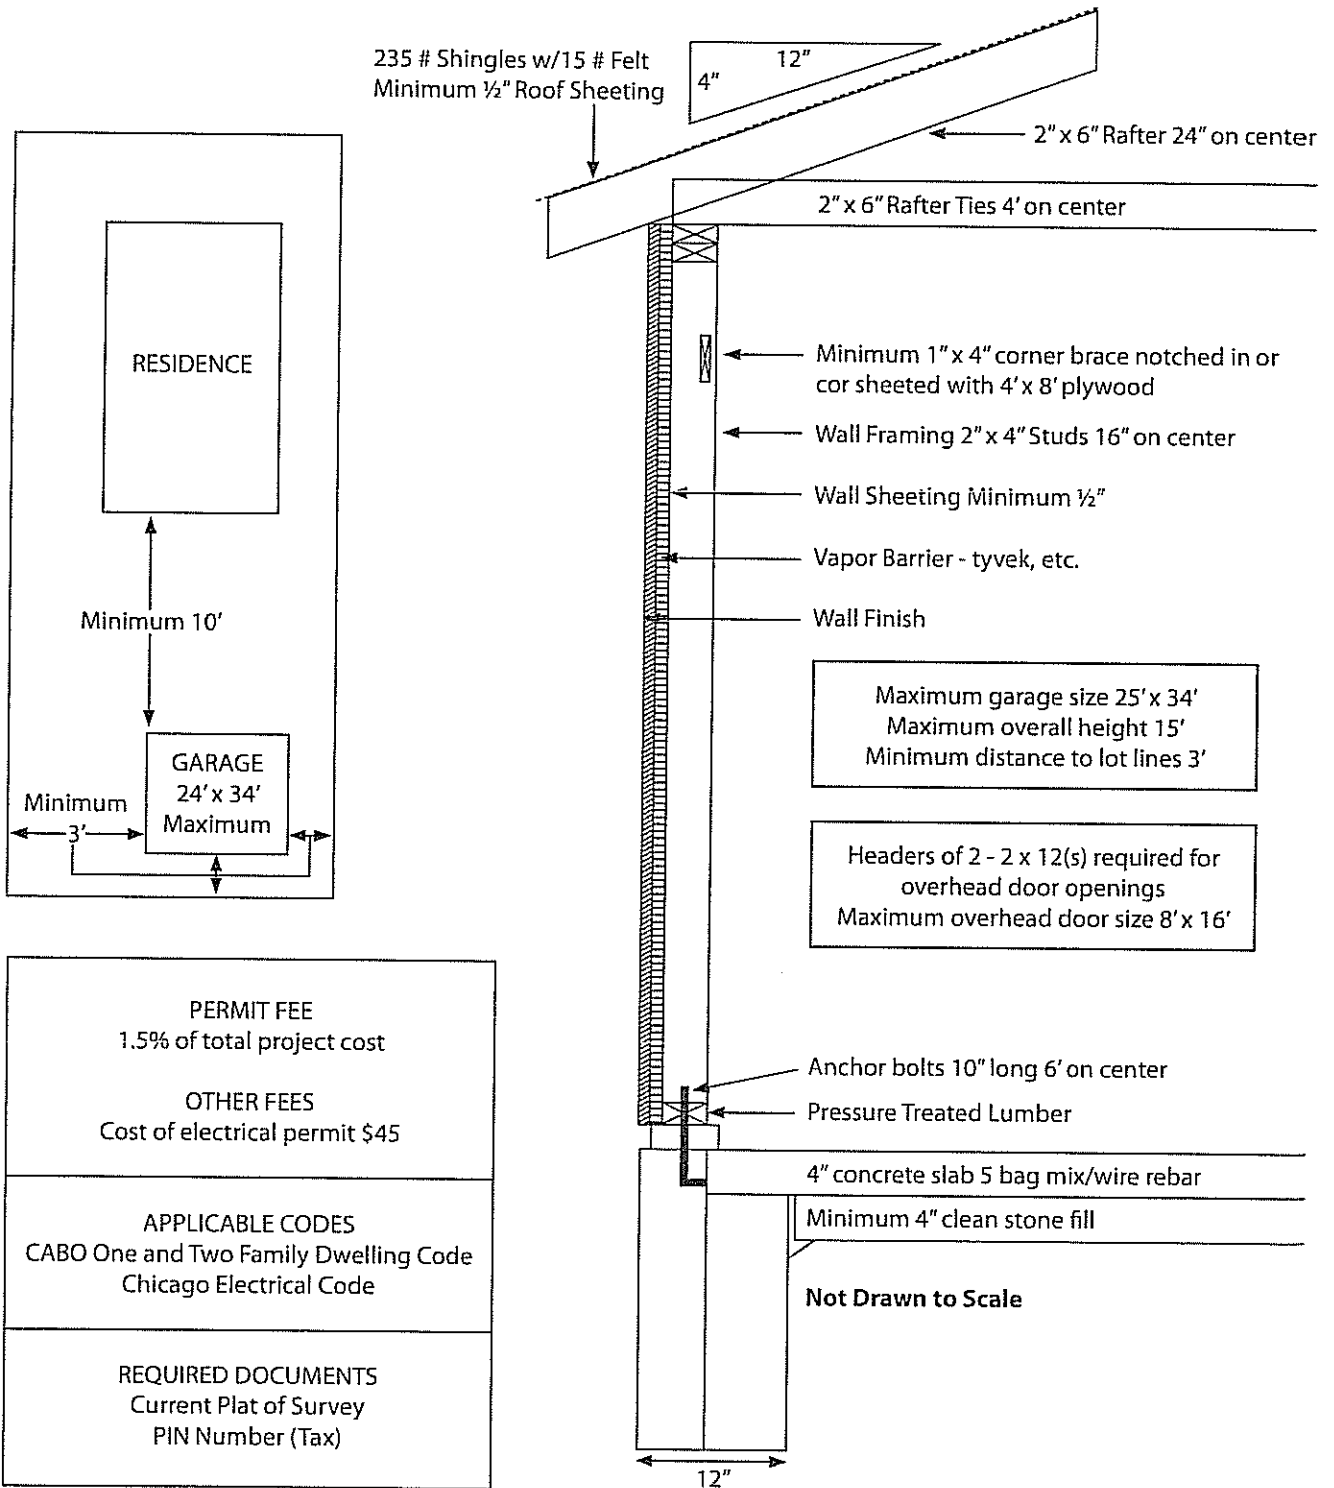 235 # Shingles w/15 # Felt
Minimum ½" Roof Sheeting
12"
4"
2" x 6" Rafter 24" on center
2" x 6" Rafter Ties 4' on center
RESIDENCE
Minimum 10'
GARAGE
24' x 34'
Maximum
Minimum
3'
Minimum 1" x 4" corner brace notched in or
cor sheeted with 4' x 8' plywood
Wall Framing 2" x 4" Studs 16" on center
Wall Sheeting Minimum ½"
Vapor Barrier - tyvek, etc.
Wall Finish
Maximum garage size 25' x 34'
Maximum overall height 15'
Minimum distance to lot lines 3'
Headers of 2 - 2 x 12(s) required for
overhead door openings
Maximum overhead door size 8' x 16'
PERMIT FEE
1.5% of total project cost
OTHER FEES
Cost of electrical permit $45
APPLICABLE CODES
CABO One and Two Family Dwelling Code
Chicago Electrical Code
REQUIRED DOCUMENTS
Current Plat of Survey
PIN Number (Tax)
Anchor bolts 10" long 6' on center
Pressure Treated Lumber
4" concrete slab 5 bag mix/wire rebar
Minimum 4" clean stone fill
Not Drawn to Scale
12"